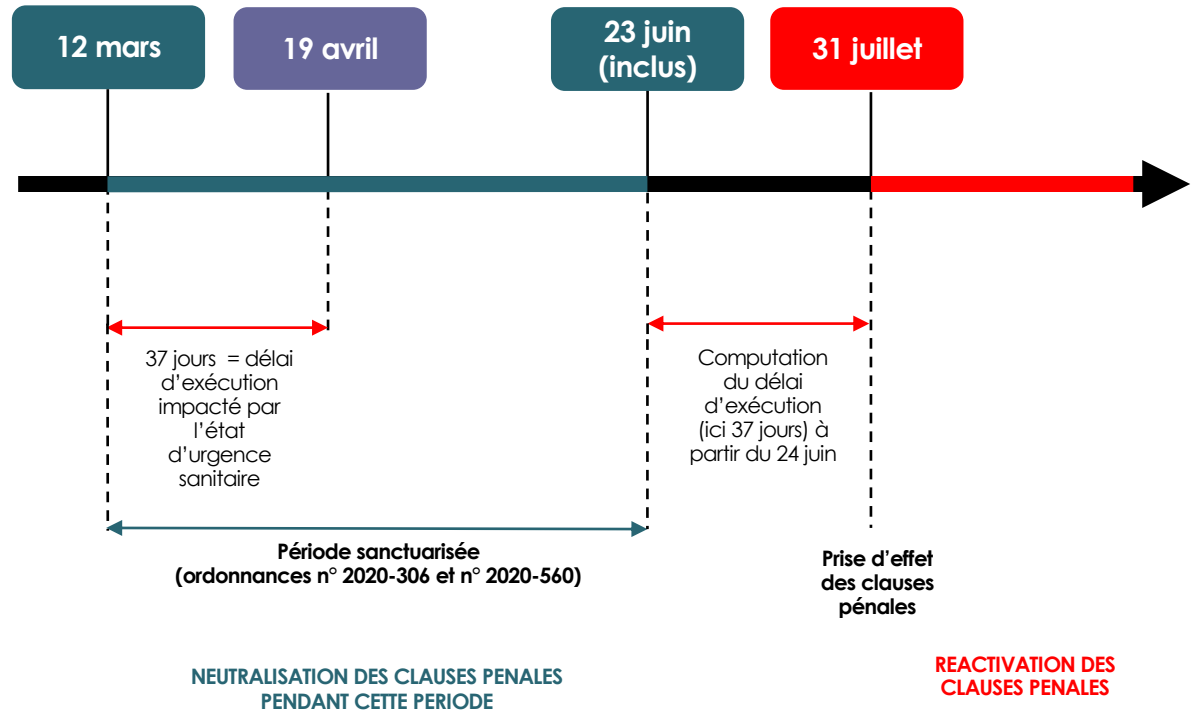 12 mars
19 avril
23 juin
(inclus)
31 juillet
37 jours = délai
d'exécution
impacté par
l'état
d'urgence
sanitaire
Computation
du délai
d'exécution
(ici 37 jours) à
partir du 24 juin
Période sanctuarisée
(ordonnances n° 2020-306 et n° 2020-560)
Prise d'effet
des clauses
pénales
NEUTRALISATION DES CLAUSES PENALES
PENDANT CETTE PERIODE
REACTIVATION DES
CLAUSES PENALES